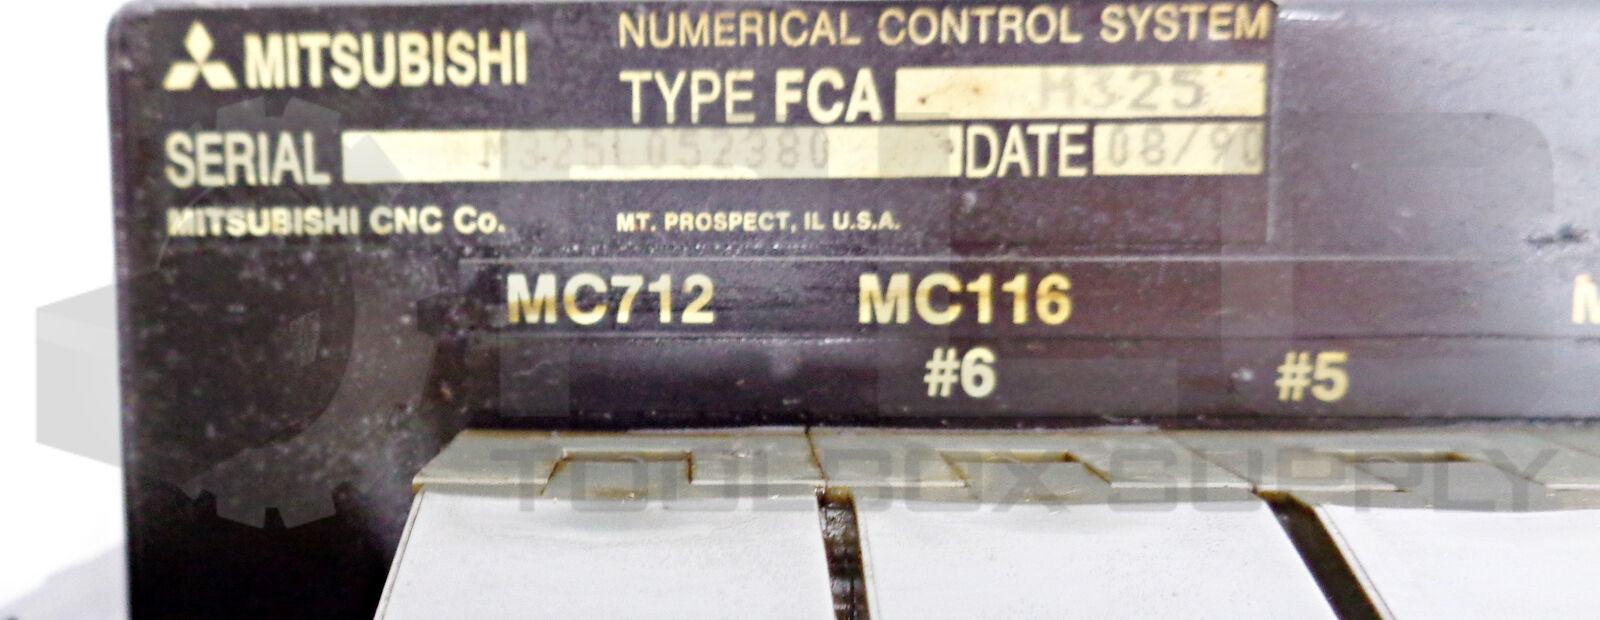 MITSUBISHI
NUMERICAL CONTROL SYSTEM
TYPE FCA M325
SERIAL M325L052380 DATE 08/90
MITSUBISHI CNC Co. MT. PROSPECT, IL U.S.A.
MC712 MC116
#6 #5
TOOLBOX SUPPLY